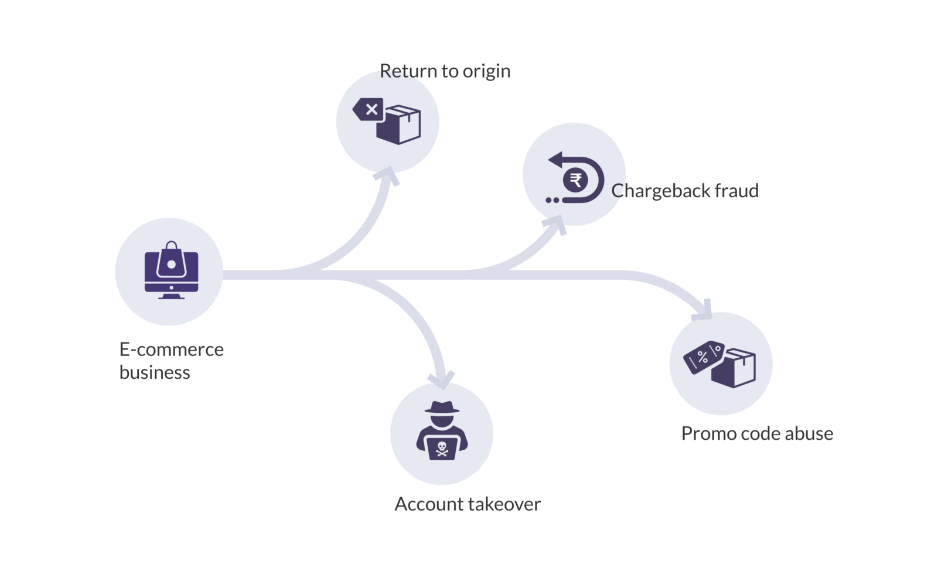 Return to origin
Chargeback fraud
E-commerce
business
Promo code abuse
Account takeover